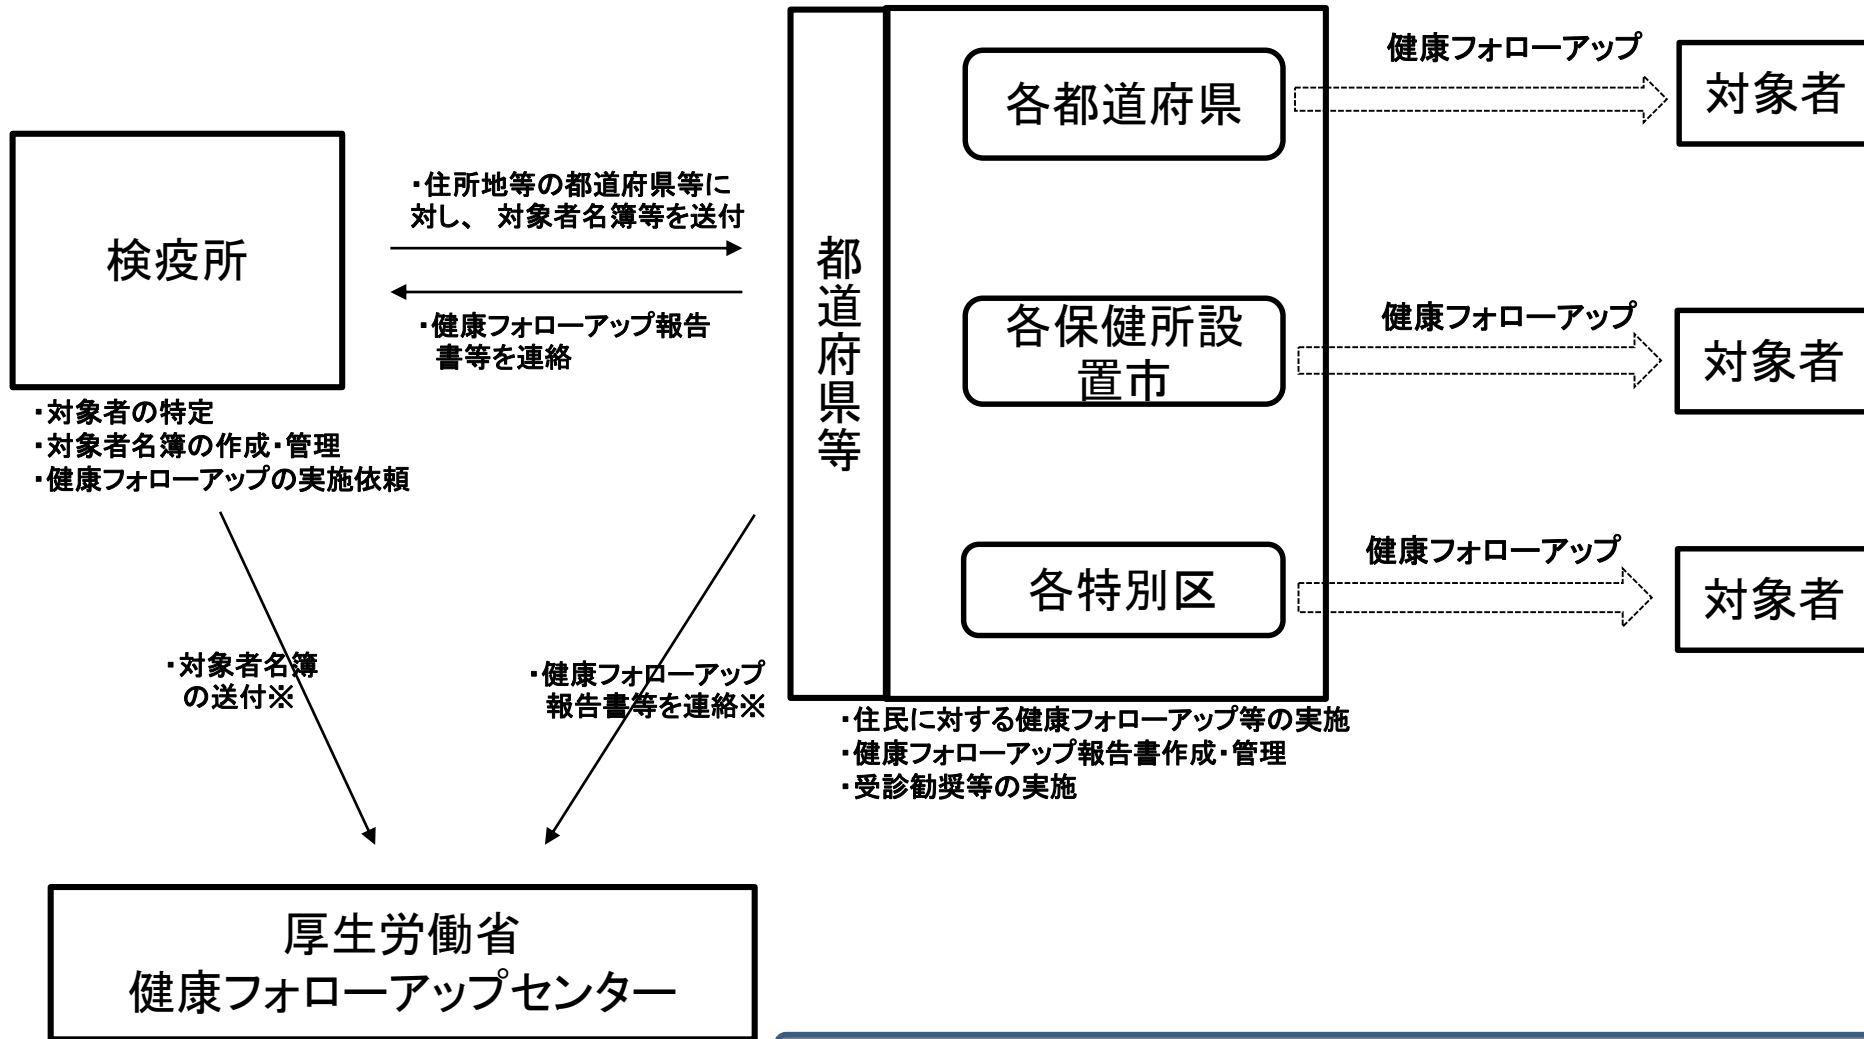 検疫所
・対象者の特定
・対象者名簿の作成・管理
・健康フォローアップの実施依頼
・住所地等の都道府県等に
対し、 対象者名簿等を送付
・健康フォローアップ報告
書等を連絡
都道府県等
各都道府県
各保健所設
置市
各特別区
健康フォローアップ
対象者
健康フォローアップ
対象者
健康フォローアップ
対象者
・住民に対する健康フォローアップ等の実施
・健康フォローアップ報告書作成・管理
・受診勧奨等の実施
・対象者名簿
の送付※
・健康フォローアップ
報告書等を連絡※
厚生労働省
健康フォローアップセンター